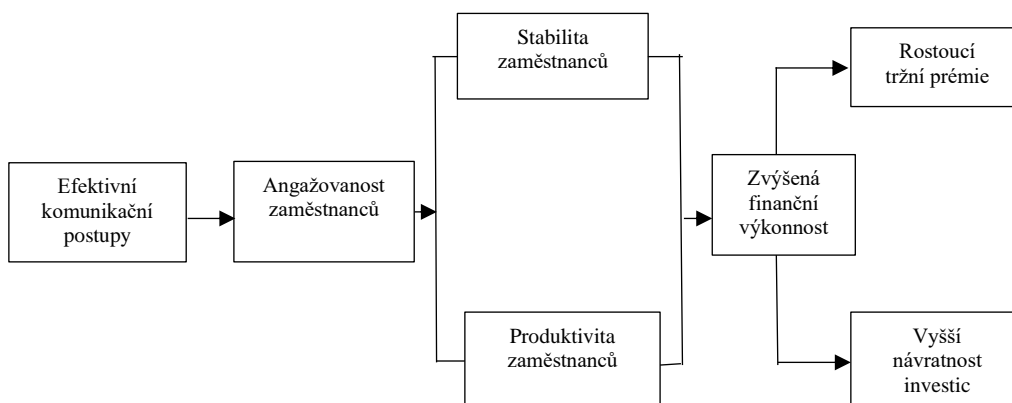 Efektivní
komunikační
postupy
Angažovanost
zaměstnanců
Stabilita
zaměstnanců
Produktivita
zaměstnanců
Zvýšená
finanční
výkonnost
Rostoucí
tržní prémie
Vyšší
návratnost
investic